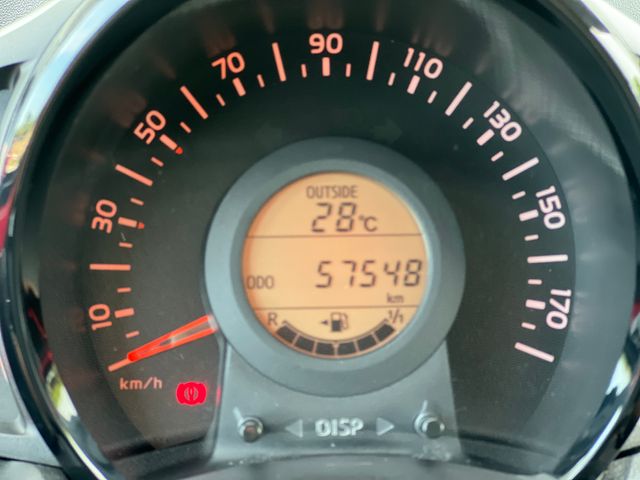 90
70
110
50
130
30
150
10
170
OUTSIDE
28°C
ODO 57548
km
R 1/1
km/h
DISP